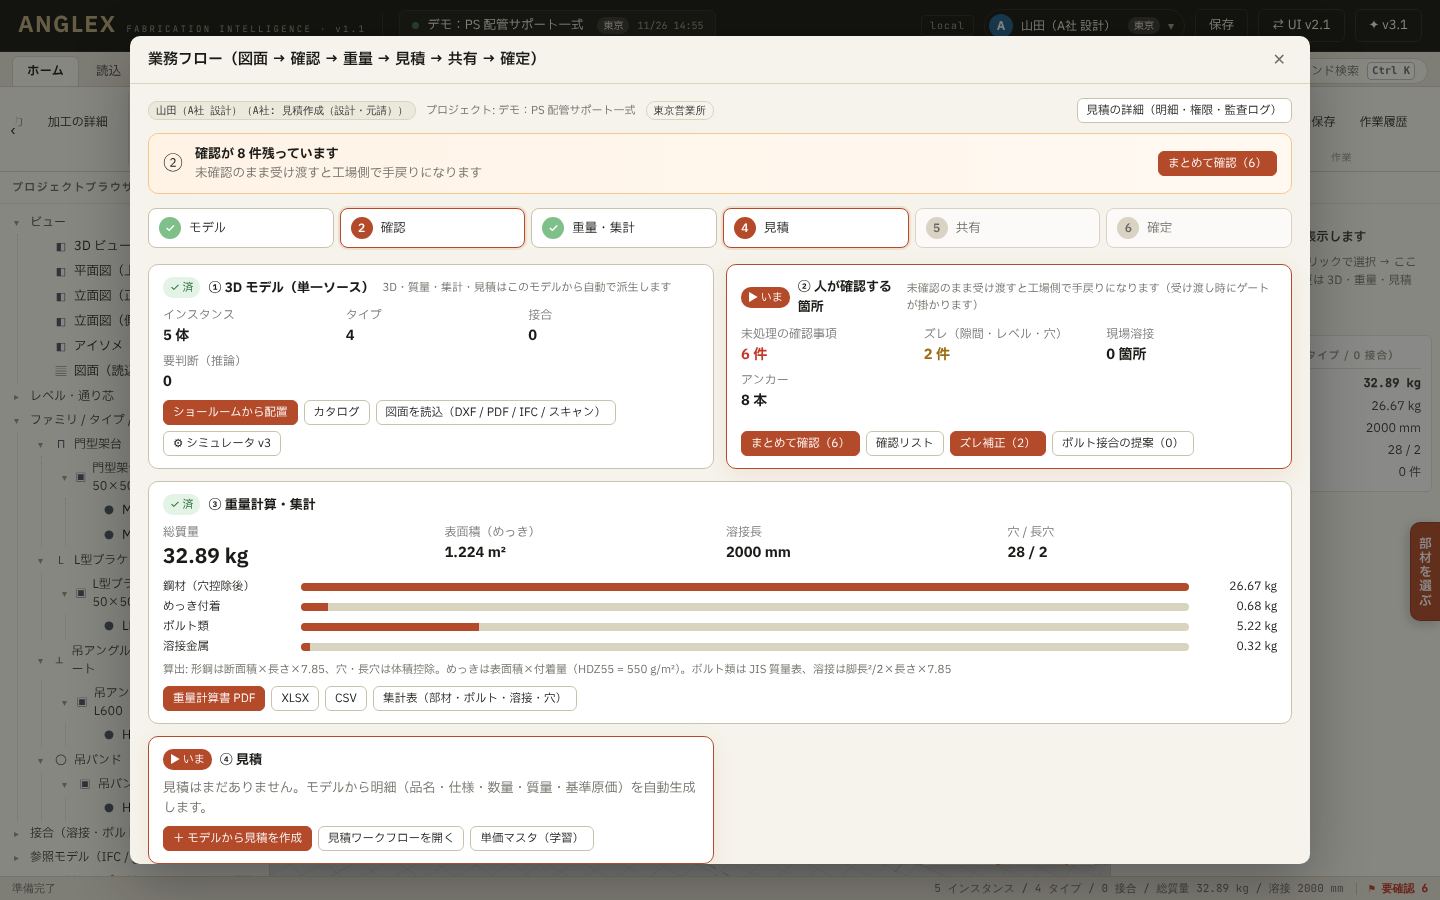 ANGLEX FABRICATION INTELLIGENCE · v1.1
デモ：PS 配管サポート一式 東京 11/26 14:55
local
A 山田（A社 設計） 東京 ▾
保存
⇄ UI v2.1
✦ v3.1
ホーム
読込
Ctrl K
加工の詳細
保存
作業履歴
作業
プロジェクトブラウザ
業務フロー（図面 → 確認 → 重量 → 見積 → 共有 → 確定）
×
山田（A社 設計）（A社: 見積作成（設計・元請））
プロジェクト: デモ：PS 配管サポート一式
東京営業所
見積の詳細（明細・権限・監査ログ）
②
確認が 8 件残っています
未確認のまま受け渡すと工場側で手戻りになります
まとめて確認（6）
✓ モデル
2 確認
✓ 重量・集計
4 見積
5 共有
6 確定
✓ 済 ① 3D モデル（単一ソース） 3D・質量・集計・見積はこのモデルから自動で派生します
インスタンス
5 体
タイプ
4
接合
0
要判断（推論）
0
ショールームから配置
カタログ
図面を読込（DXF / PDF / IFC / スキャン）
⚙ シミュレータ v3
▶ いま
② 人が確認する
箇所
未確認のまま受け渡すと工場側で手戻りになります（受け渡し時にゲート
が掛かります）
未処理の確認事項
6 件
ズレ（隙間・レベル・穴）
2 件
現場溶接
0 箇所
アンカー
8 本
まとめて確認（6）
確認リスト
ズレ補正（2）
ボルト接合の提案（0）
✓ 済 ③ 重量計算・集計
総質量
32.89 kg
表面積（めっき）
1.224 m²
溶接長
2000 mm
穴 / 長穴
28 / 2
鋼材（穴控除後） 26.67 kg
めっき付着 0.68 kg
ボルト類 5.22 kg
溶接金属 0.32 kg
算出: 形鋼は断面積×長さ×7.85、穴・長穴は体積控除。めっきは表面積×付着量（HDZ55 = 550 g/m²）。ボルト類は JIS 質量表、溶接は脚長²/2×長さ×7.85
重量計算書 PDF
XLSX
CSV
集計表（部材・ボルト・溶接・穴）
▶ いま ④ 見積
見積はまだありません。モデルから明細（品名・仕様・数量・質量・基準原価）を自動生成
します。
＋ モデルから見積を作成
見積ワークフローを開く
単価マスタ（学習）
ビュー
3D ビュー
平面図
立面図
立面図
アイソメ
図面
レベル・通り芯
ファミリ / タイプ
門型架台
門型架
50×50
L型ブラケ
L型ブラ
50×50
吊アングル
ート
吊アン
L600
吊バンド
吊バン
接合（溶接・ボル
参照モデル（IFC /
32.89 kg
26.67 kg
2000 mm
28 / 2
0 件
部材を選ぶ
準備完了
5 インスタンス / 4 タイプ / 0 接合 / 総質量 32.89 kg / 溶接 2000 mm
⚑ 要確認 6